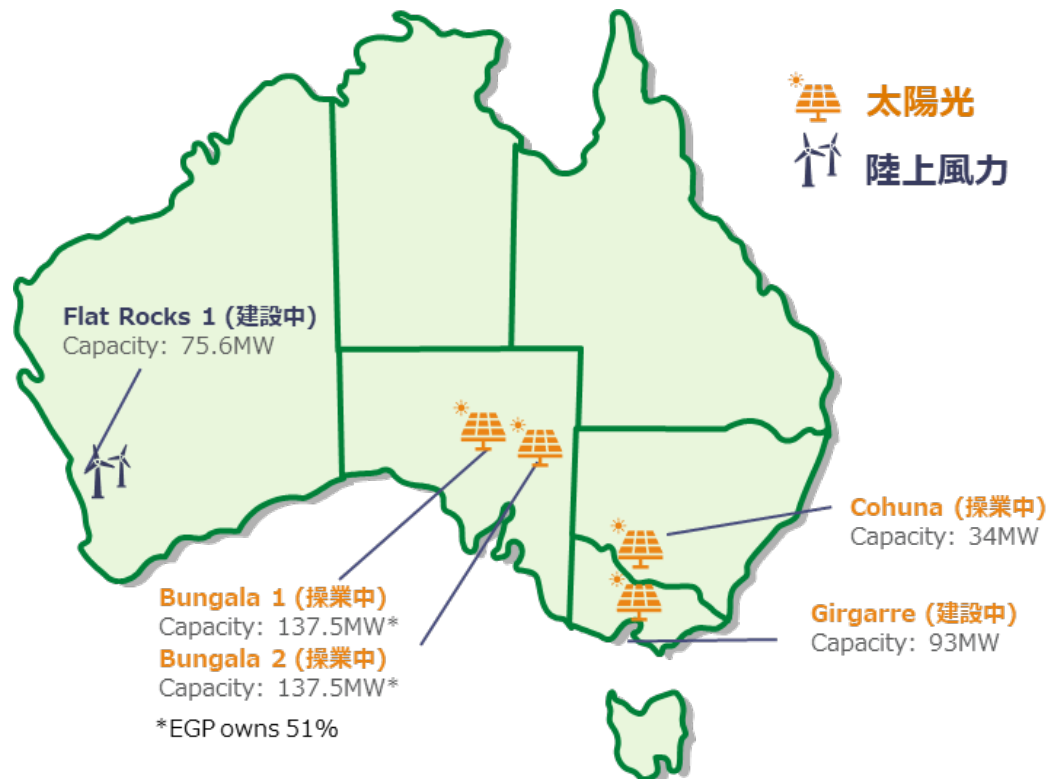 太陽光
陸上風力
Flat Rocks 1 (建設中)
Capacity: 75.6MW
Cohuna (操業中)
Capacity: 34MW
Bungala 1 (操業中)
Capacity: 137.5MW*
Bungala 2 (操業中)
Capacity: 137.5MW*
*EGP owns 51%
Girgarre (建設中)
Capacity: 93MW